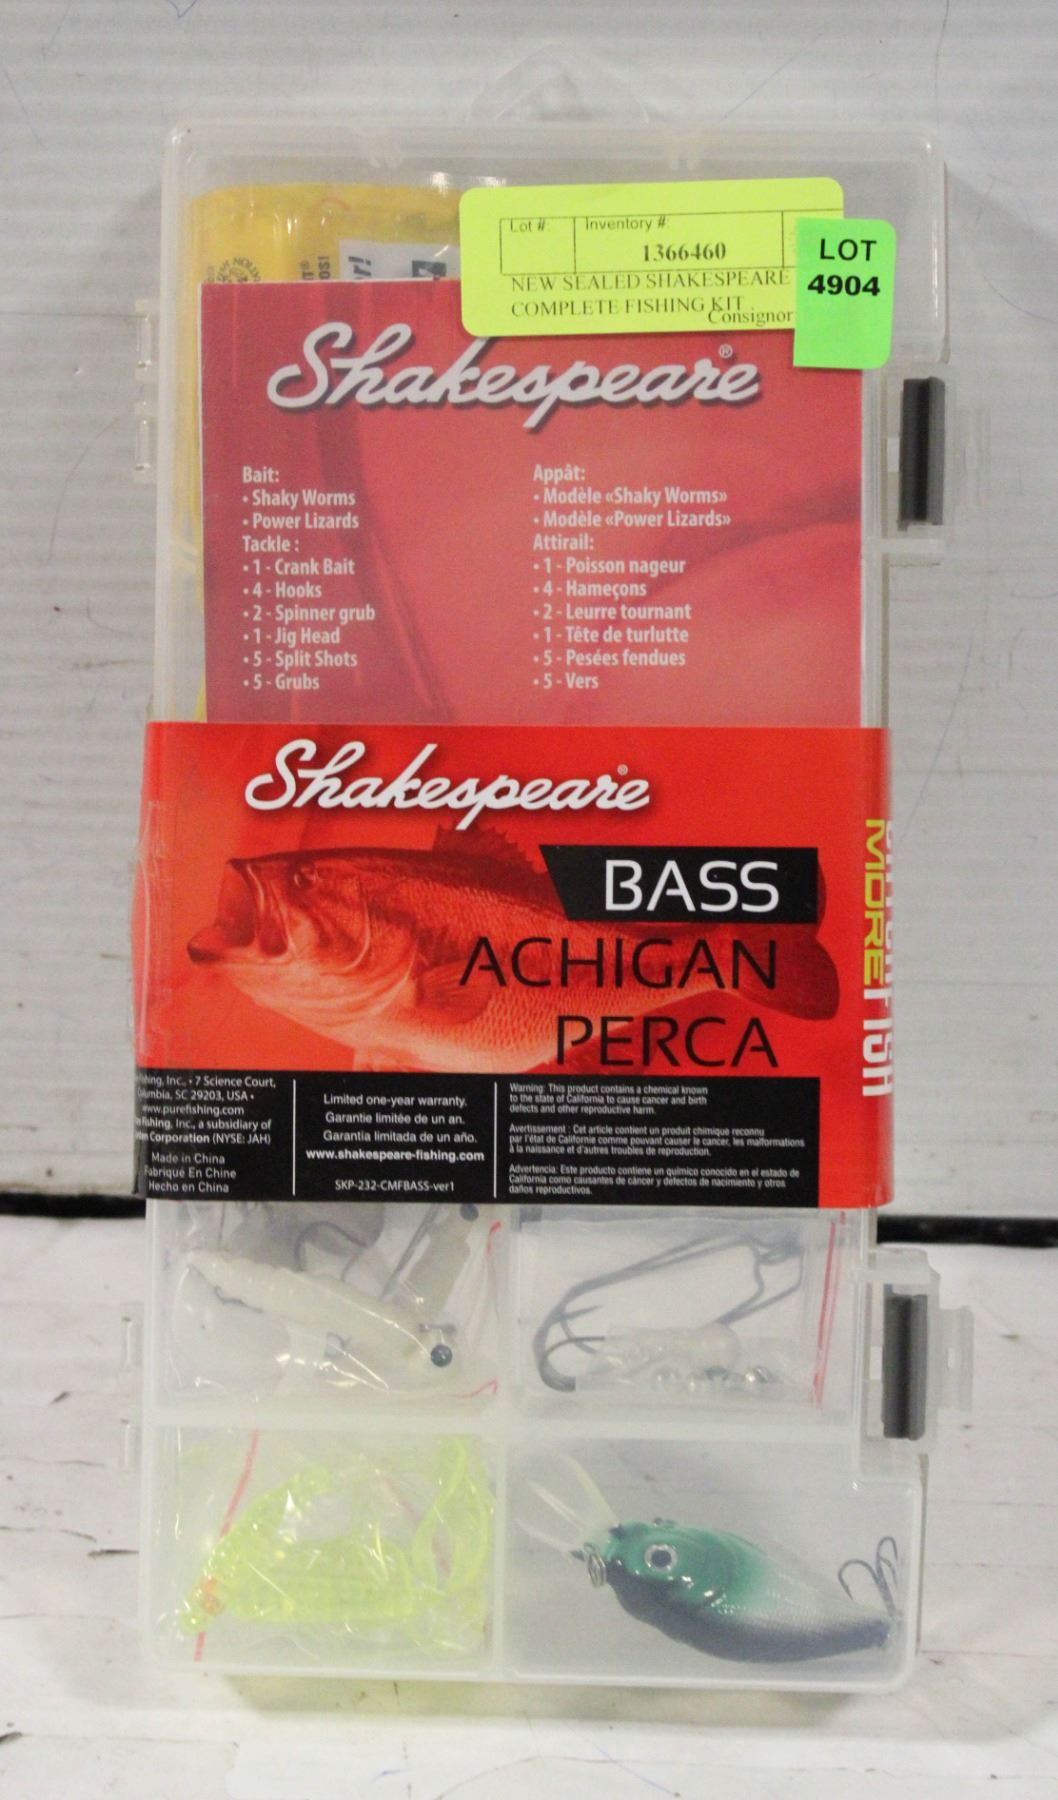 Lot #:
Inventory #:
1366460
NEW SEALED SHAKESPEARE
COMPLETE FISHING KIT
Consignor
LOT
4904
Shakespeare®
Bait:
• Shaky Worms
• Power Lizards
Tackle :
• 1 - Crank Bait
• 4 - Hooks
• 2 - Spinner grub
• 1 - Jig Head
• 5 - Split Shots
• 5 - Grubs
Appât:
• Modèle «Shaky Worms»
• Modèle «Power Lizards»
Attirail:
• 1 - Poisson nageur
• 4 - Hameçons
• 2 - Leurre tournant
• 1 - Tête de turlutte
• 5 - Pesées fendues
• 5 - Vers
Shakespeare®
BASS
ACHIGAN
PERCA
MORE FISH
Fishing, Inc., • 7 Science Court,
Columbia, SC 29203, USA •
www.purefishing.com
Fishing, Inc., a subsidiary of
Corporation (NYSE: JAH)
Made in China
Fabriqué En Chine
Hecho en China
Limited one-year warranty.
Garantie limitée de un an.
Garantía limitada de un año.
www.shakespeare-fishing.com
SKP-232-CMFBASS-ver1
Warning: This product contains a chemical known
to the state of California to cause cancer and birth
defects and other reproductive harm.
Avertissement : Cet article contient un produit chimique reconnu
par l'état de Californie comme pouvant causer le cancer, les malformations
à la naissance et d'autres troubles de reproduction.
Advertencia: Este producto contiene un químico conocido en el estado de
California como causantes de cáncer y defectos de nacimiento y otros
daños reproductivos.